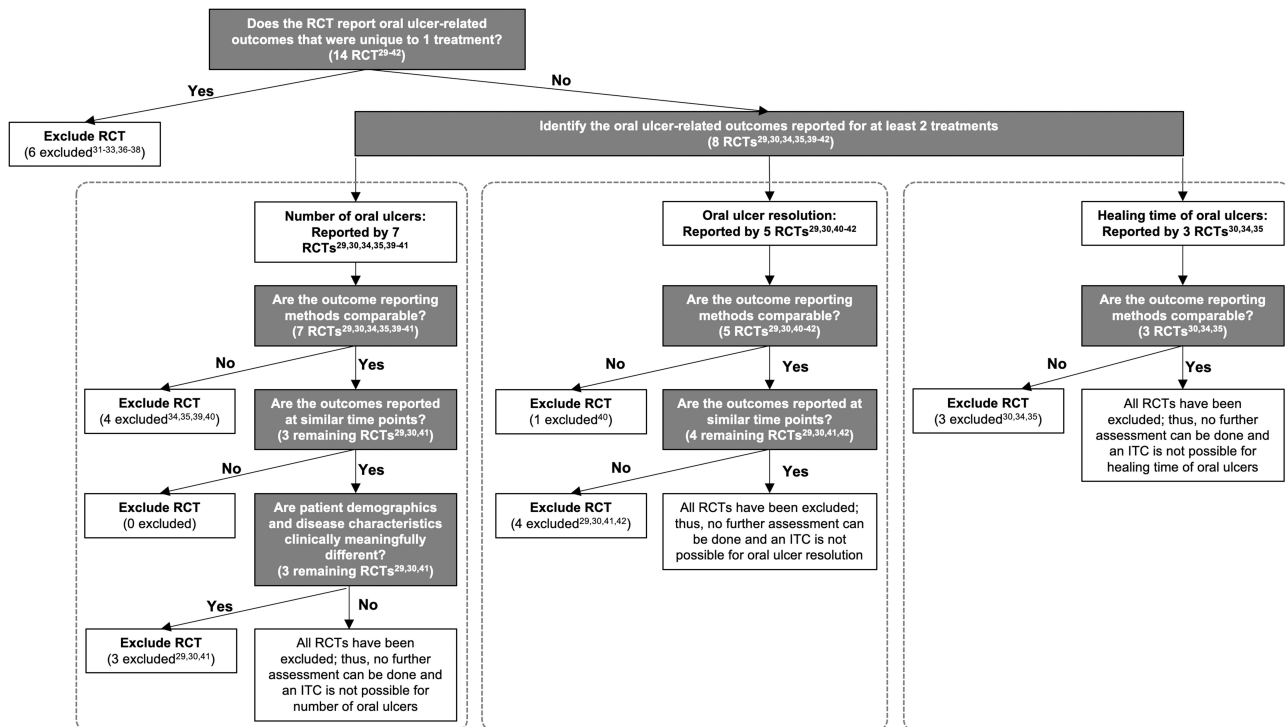 Does the RCT report oral ulcer-related
outcomes that were unique to 1 treatment?
(14 RCT29-42)
Yes
No
Exclude RCT
(6 excluded31-33,36-38)
Identify the oral ulcer-related outcomes reported for at least 2 treatments
(8 RCTs29,30,34,35,39-42)
Number of oral ulcers:
Reported by 7
RCTs29,30,34,35,39-41
Are the outcome reporting
methods comparable?
(7 RCTs29,30,34,35,39-41)
No
Yes
Exclude RCT
(4 excluded34,35,39,40)
Are the outcomes reported
at similar time points?
(3 remaining RCTs29,30,41)
No
Yes
Exclude RCT
(0 excluded)
Are patient demographics
and disease characteristics
clinically meaningfully
different?
(3 remaining RCTs29,30,41)
Yes
No
Exclude RCT
(3 excluded29,30,41)
All RCTs have been
excluded; thus, no further
assessment can be done and
an ITC is not possible for
number of oral ulcers
Oral ulcer resolution:
Reported by 5 RCTs29,30,40-42
Are the outcome reporting
methods comparable?
(5 RCTs29,30,40-42)
No
Yes
Exclude RCT
(1 excluded40)
Are the outcomes reported at
similar time points?
(4 remaining RCTs29,30,41,42)
No
Yes
Exclude RCT
(4 excluded29,30,41,42)
All RCTs have been excluded;
thus, no further assessment can
be done and an ITC is not
possible for oral ulcer resolution
Healing time of oral ulcers:
Reported by 3 RCTs30,34,35
Are the outcome reporting
methods comparable?
(3 RCTs30,34,35)
No
Yes
Exclude RCT
(3 excluded30,34,35)
All RCTs have been
excluded; thus, no further
assessment can be done and
an ITC is not possible for
healing time of oral ulcers